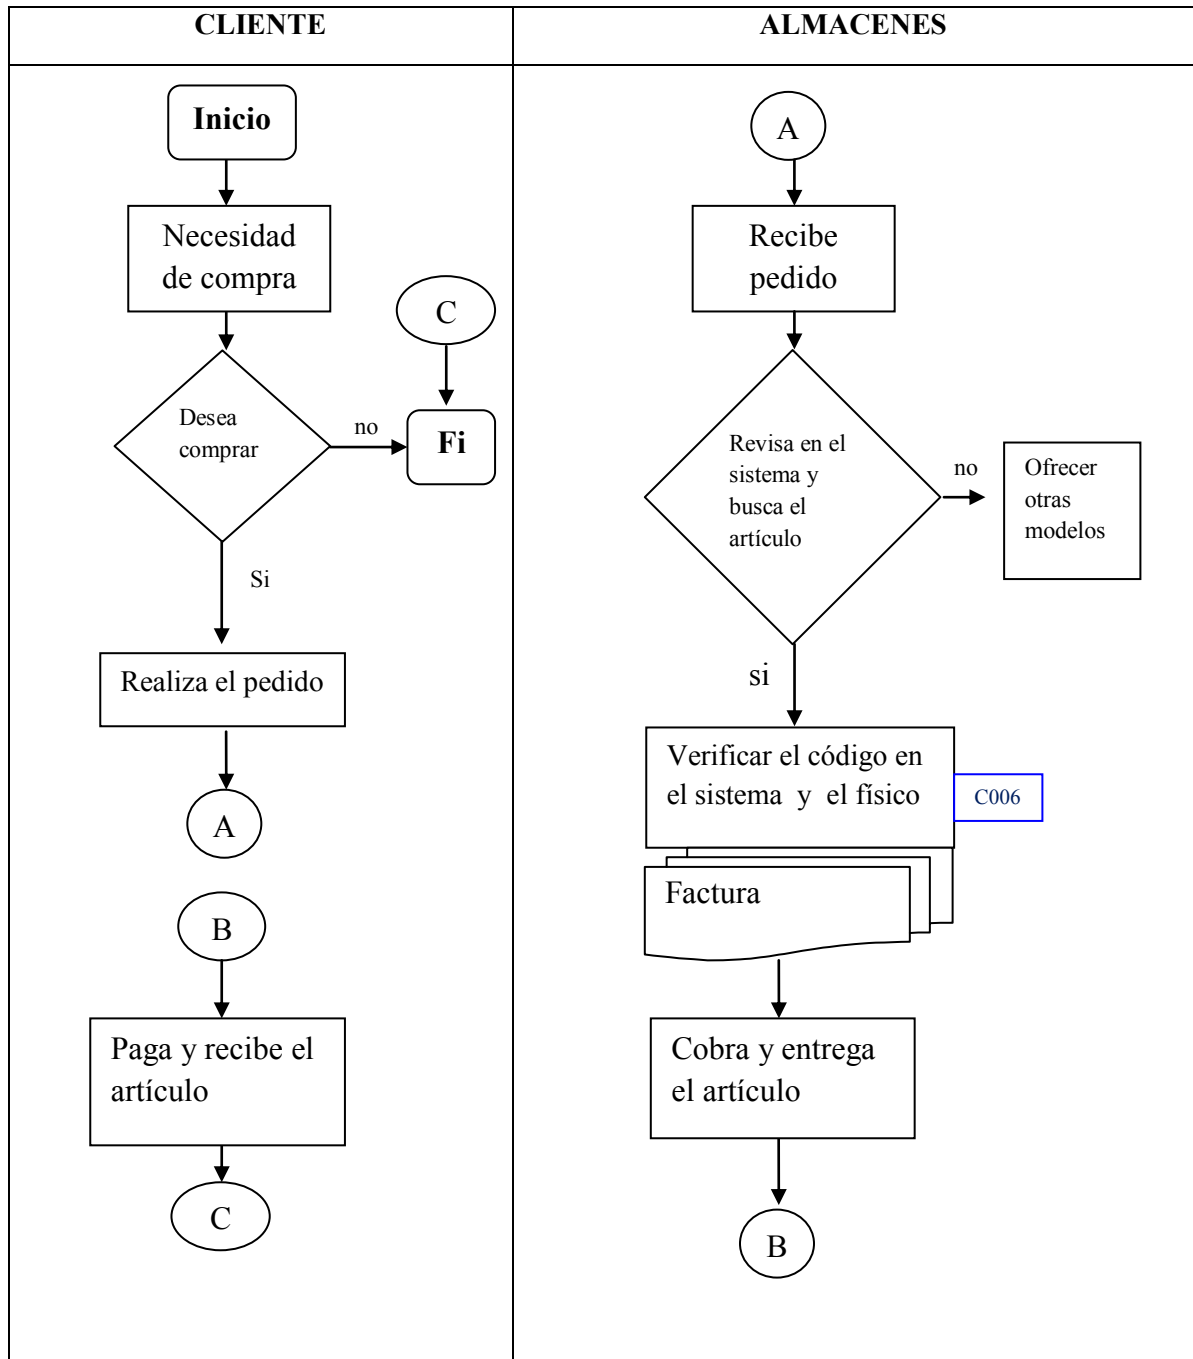 CLIENTE
ALMACENES
Inicio
Necesidad
de compra
C
Desea
comprar
no
Fi
Si
Realiza el pedido
A
B
Paga y recibe el
artículo
C
A
Recibe
pedido
Revisa en el
sistema y
busca el
artículo
no
Ofrecer
otras
modelos
si
Verificar el código en
el sistema y el físico
C006
Factura
Cobra y entrega
el artículo
B